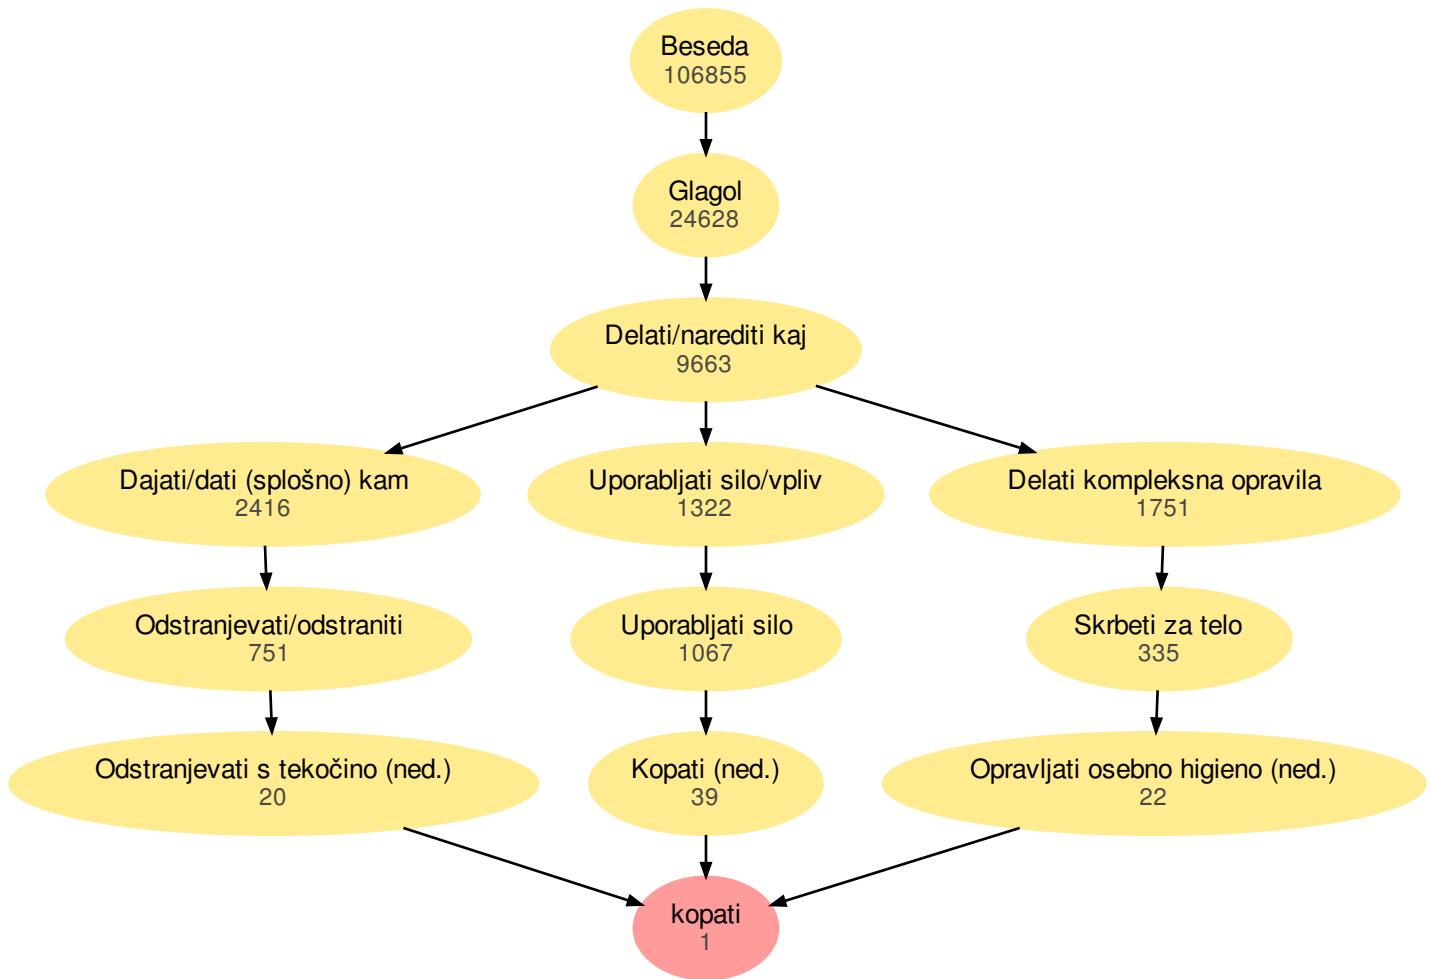 Beseda
106855
Glagol
24628
Delati/narediti kaj
9663
Dajati/dati (splošno) kam
2416
Uporabljati silo/vpliv
1322
Delati kompleksna opravila
1751
Odstranjevati/odstraniti
751
Uporabljati silo
1067
Skrbeti za telo
335
Odstranjevati s tekočino (ned.)
20
Kopati (ned.)
39
Opravljati osebno higieno (ned.)
22
kopati
1